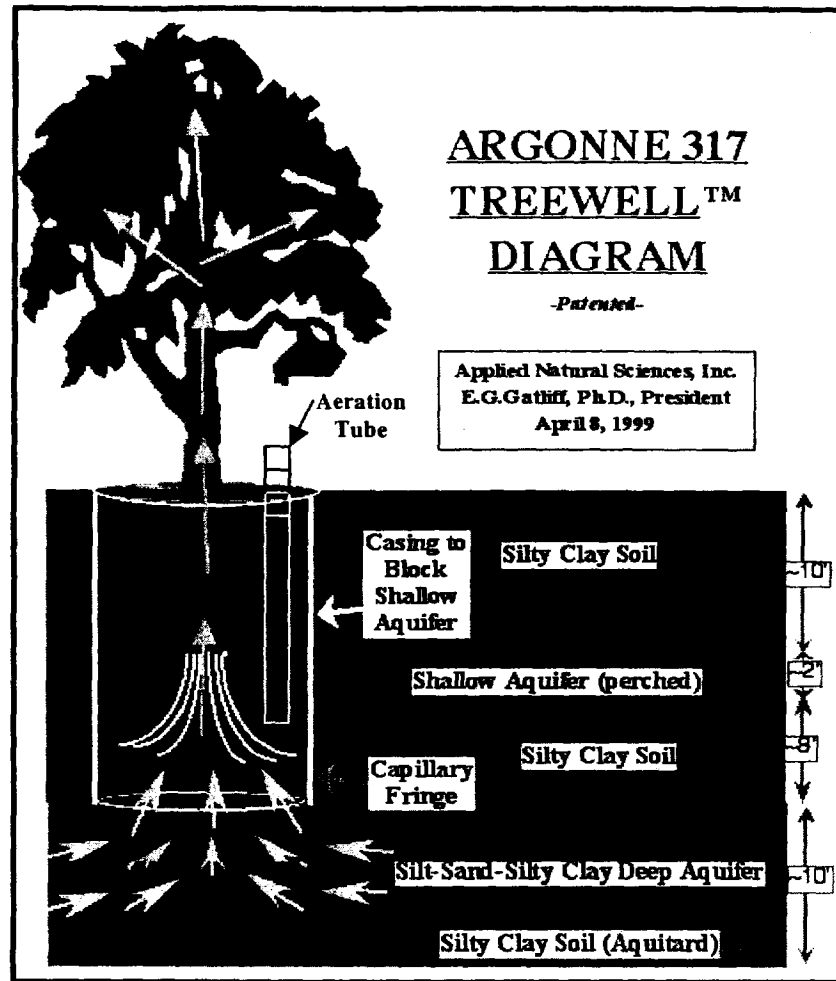 ARGONNE 317
TREEWELL™
DIAGRAM
-Patented-
Applied Natural Sciences, Inc.
E.G.Gatliff, Ph.D., President
April 8, 1999
Aeration
Tube
Casing to
Block
Shallow
Aquifer
Silty Clay Soil
~10'
Shallow Aquifer (perched)
~2'
Silty Clay Soil
~8'
Capillary
Fringe
Silt-Sand-Silty Clay Deep Aquifer
~10'
Silty Clay Soil (Aquitard)